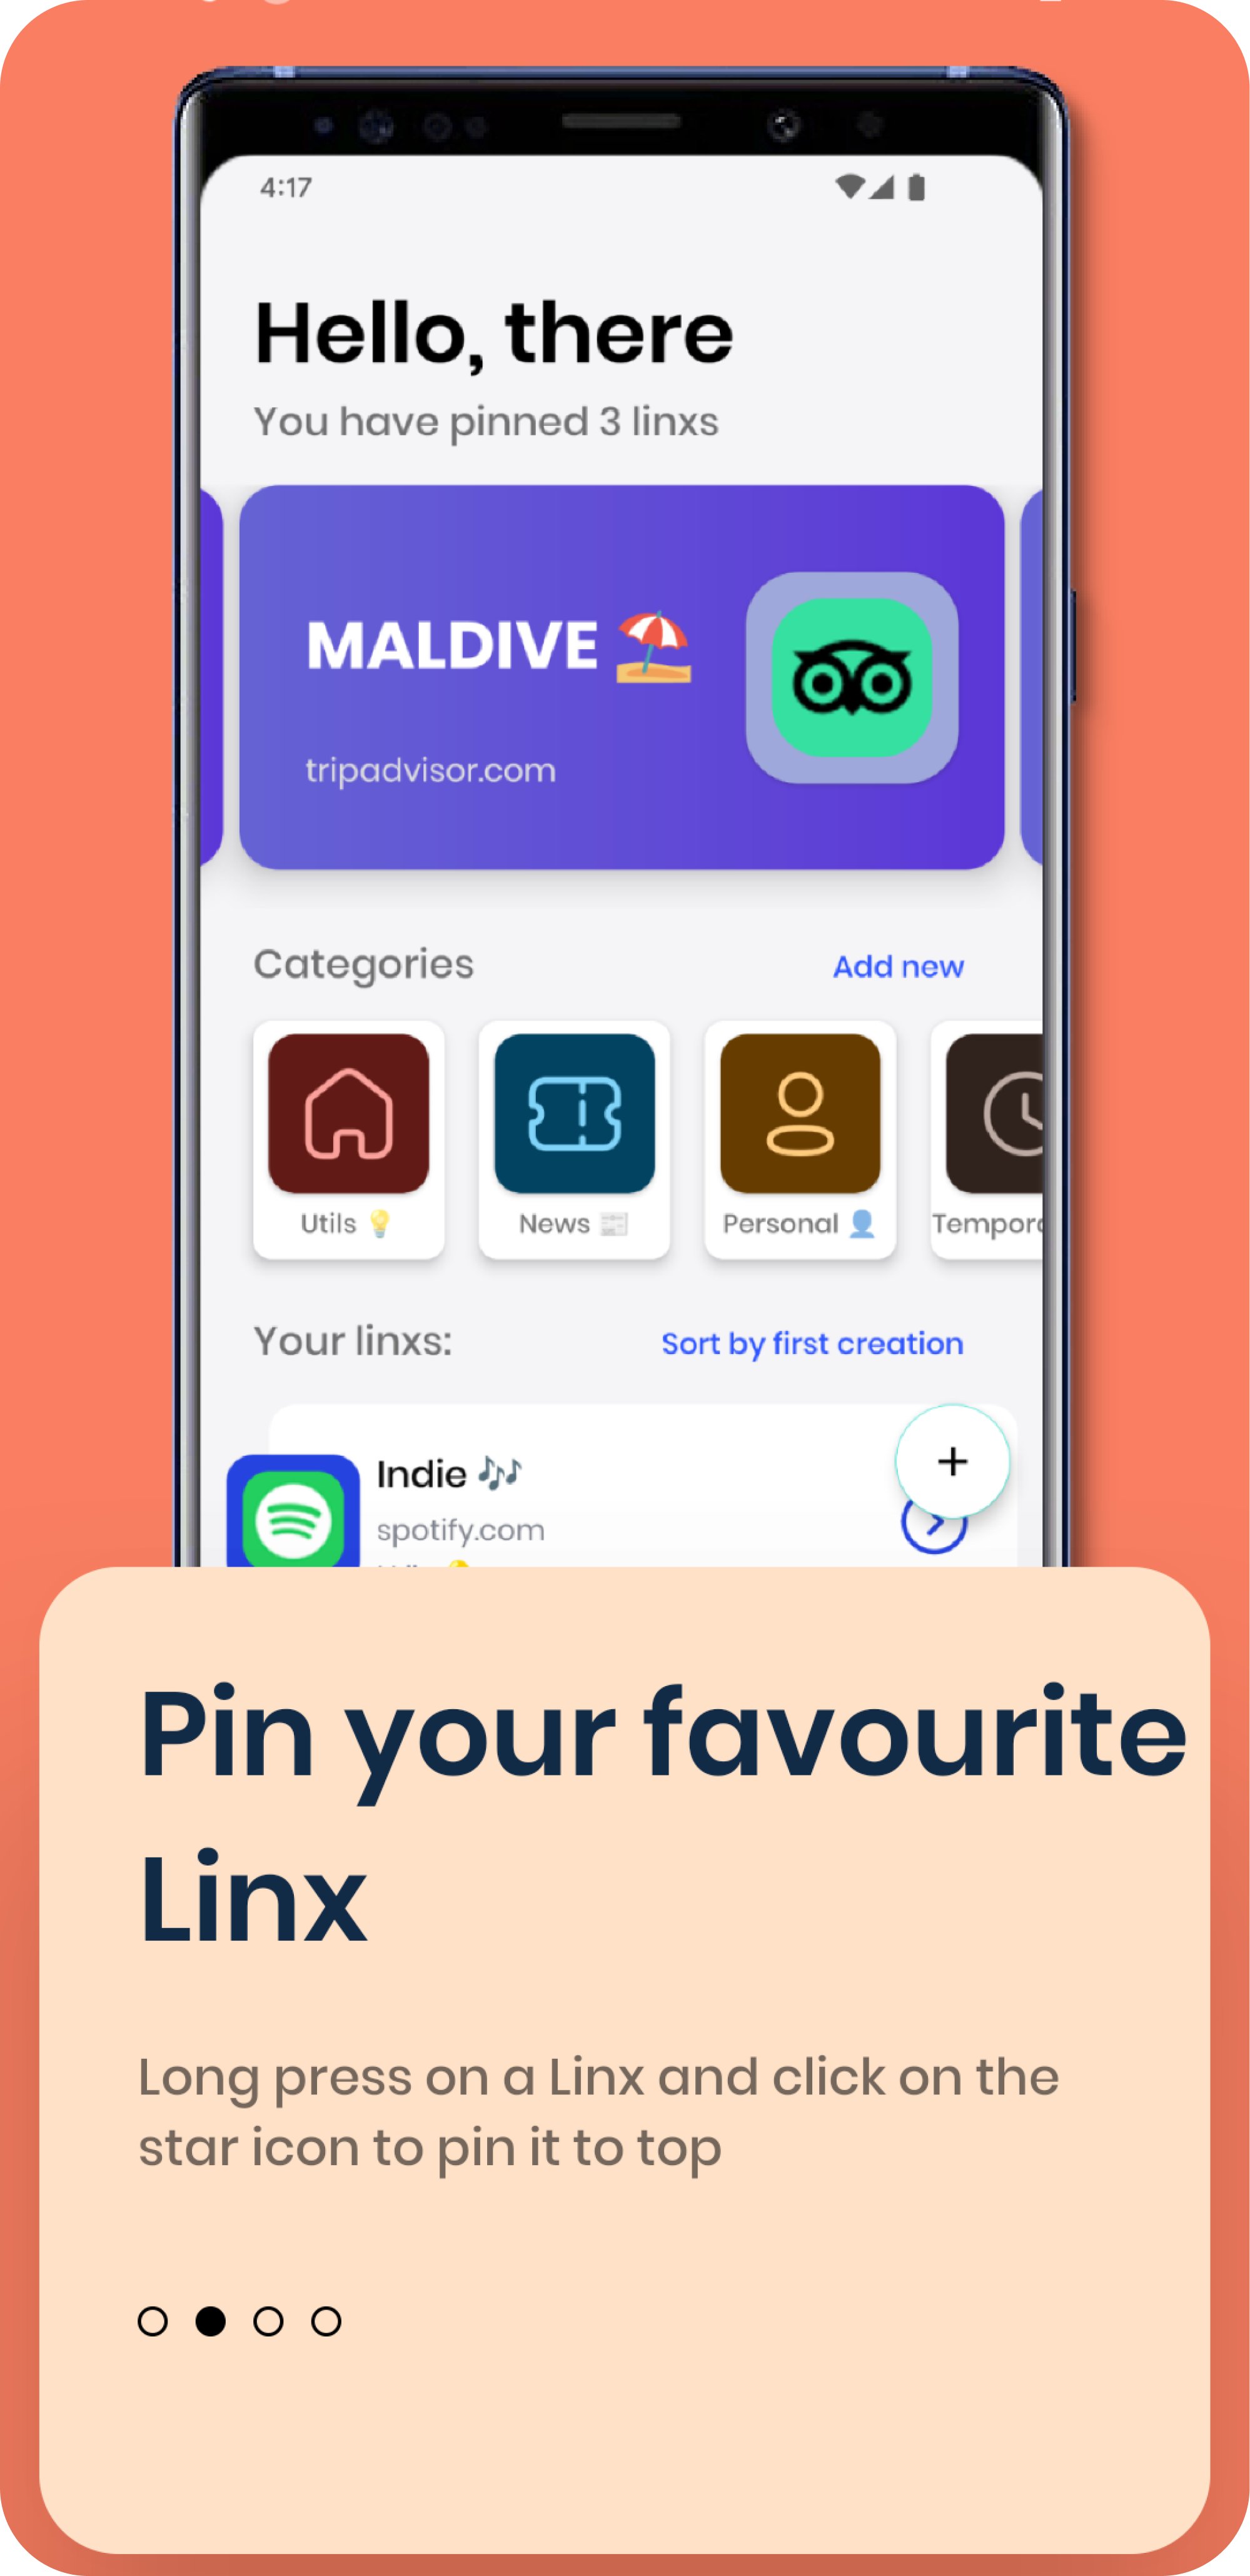 4:17
Hello, there
You have pinned 3 linxs
MALDIVE 🏖️
tripadvisor.com
Categories
Add new
Utils 💡
News 📰
Personal 👤
Your linxs:
Sort by first creation
Indie 🎶
+
spotify.com
Pin your favourite
Linx
Long press on a Linx and click on the
star icon to pin it to top